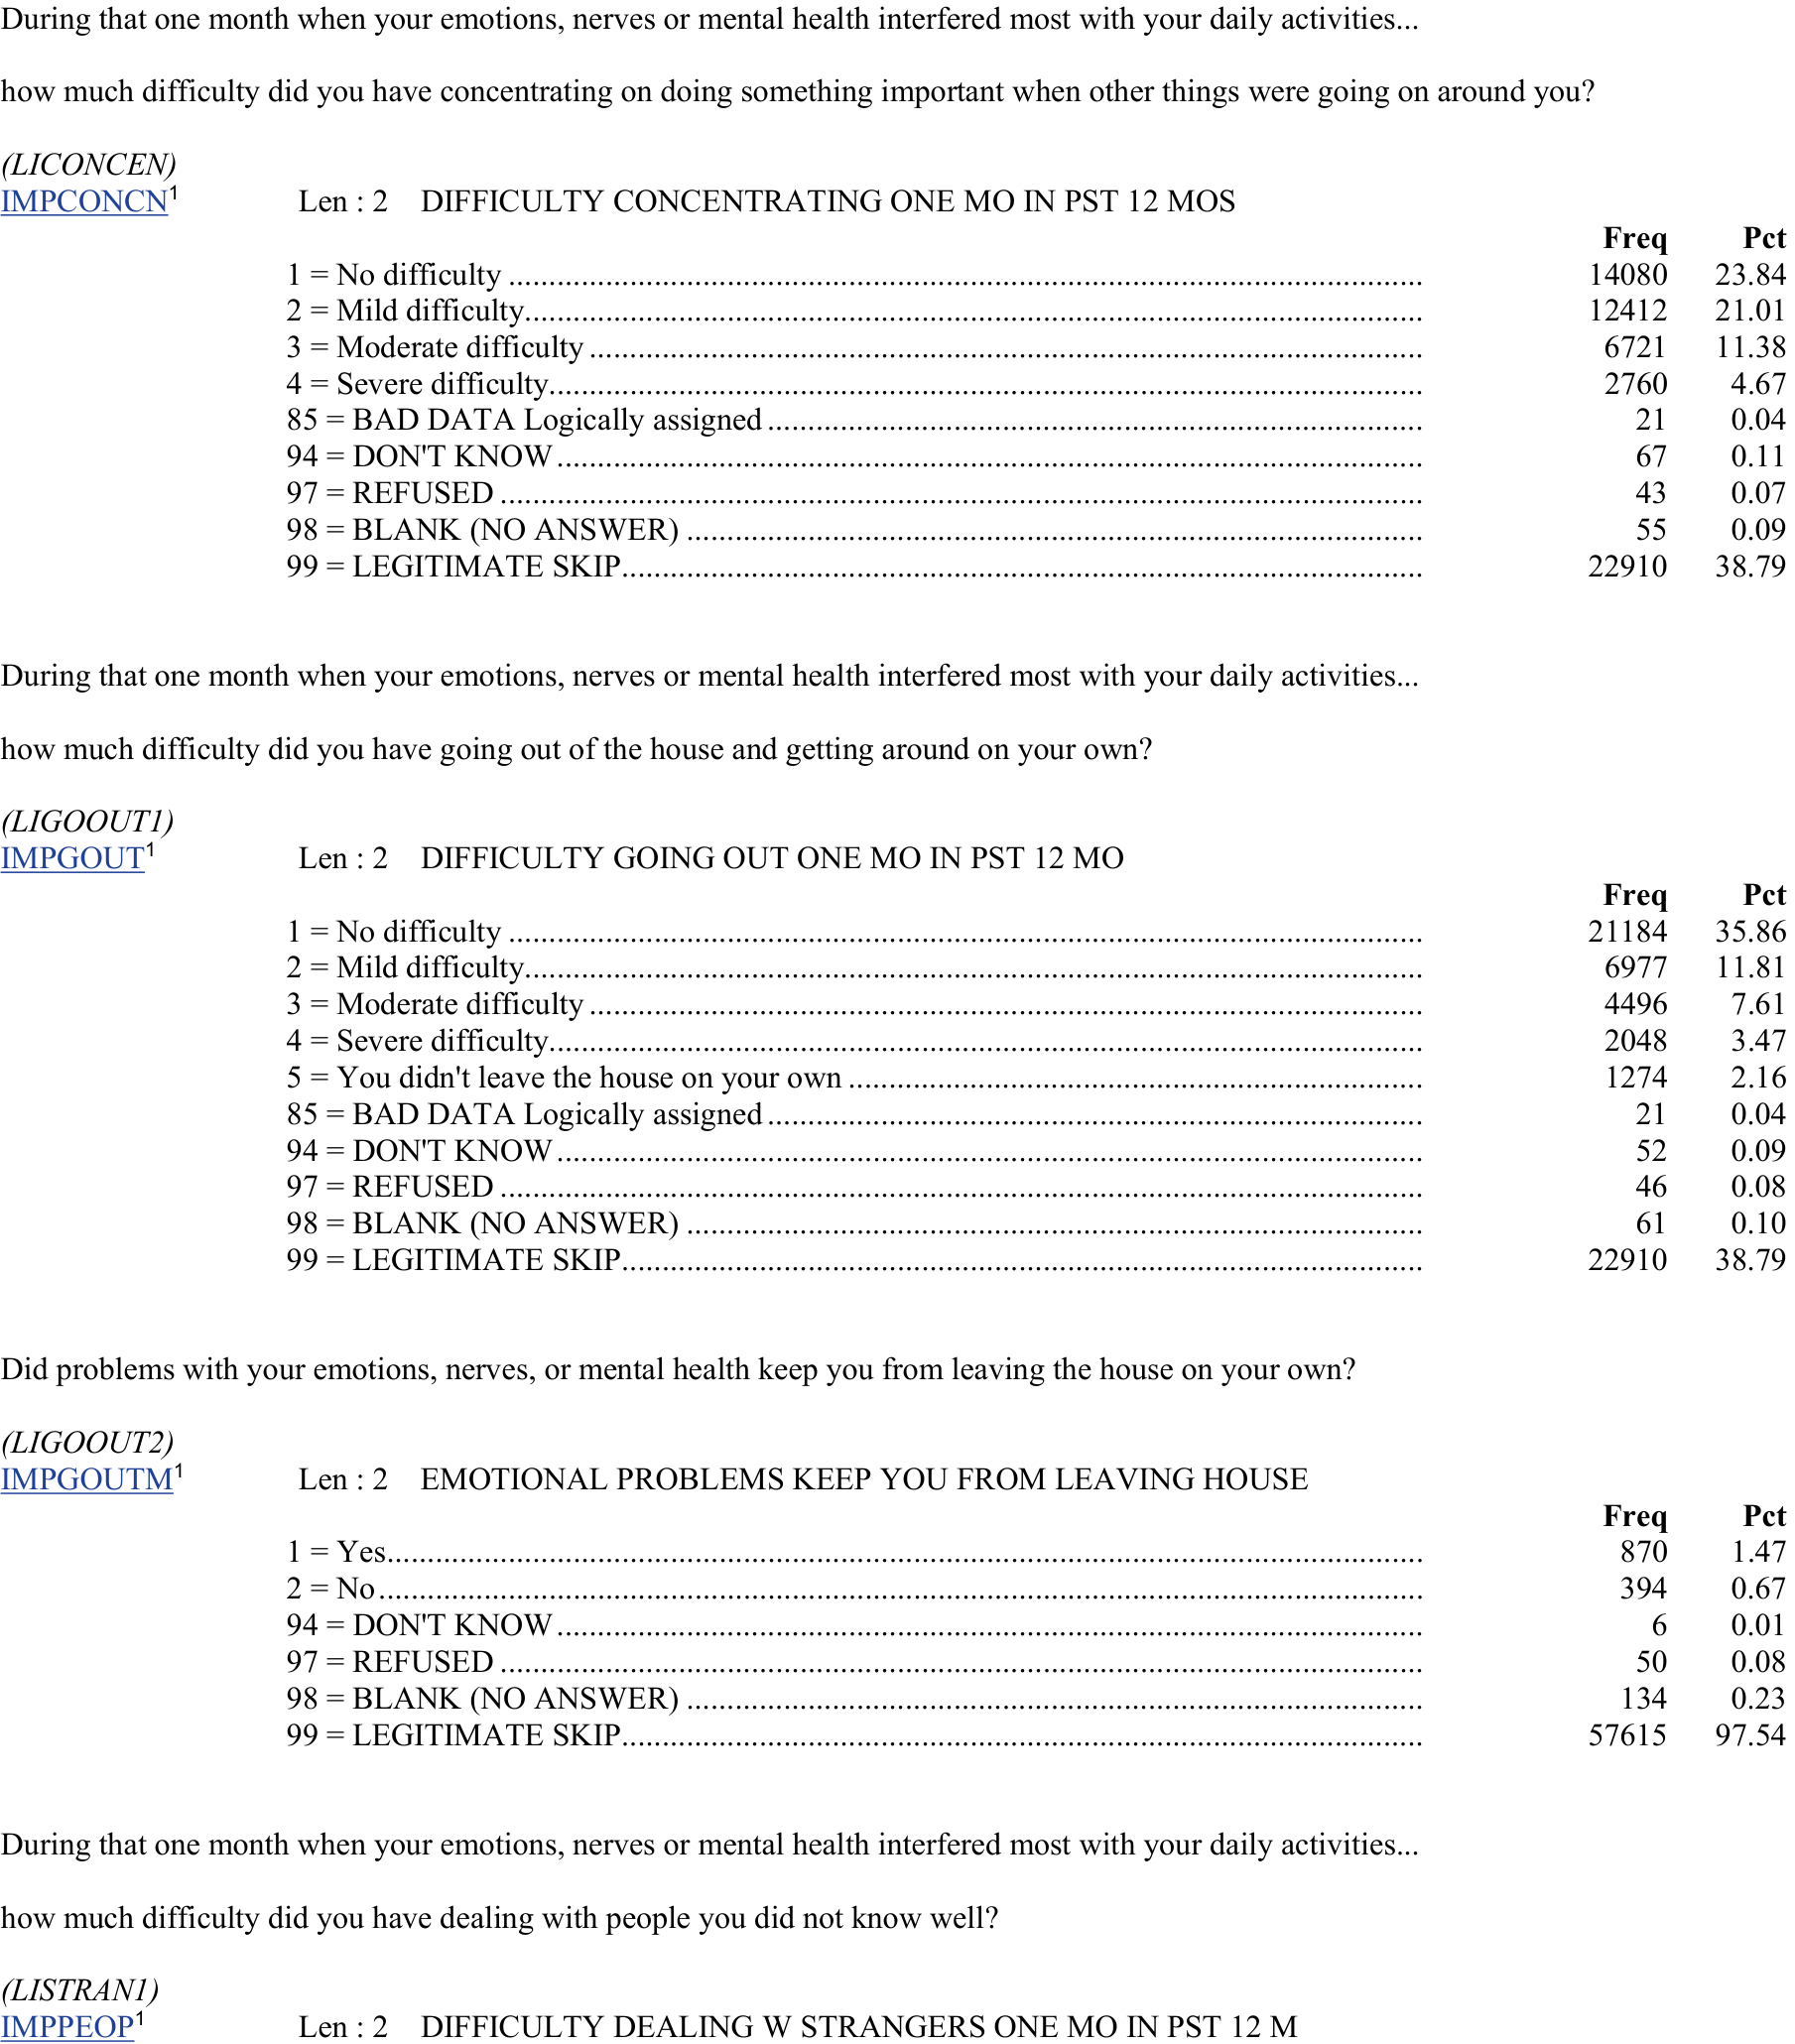 During that one month when your emotions, nerves or mental health interfered most with your daily activities...
how much difficulty did you have concentrating on doing something important when other things were going on around you?
(LICONCEN)
IMPCONCN1 Len : 2 DIFFICULTY CONCENTRATING ONE MO IN PST 12 MOS
Freq Pct
1 = No difficulty ........ 14080 23.84
2 = Mild difficulty........ 12412 21.01
3 = Moderate difficulty ........ 6721 11.38
4 = Severe difficulty........ 2760 4.67
85 = BAD DATA Logically assigned ........ 21 0.04
94 = DON'T KNOW ........ 67 0.11
97 = REFUSED ........ 43 0.07
98 = BLANK (NO ANSWER) ........ 55 0.09
99 = LEGITIMATE SKIP........ 22910 38.79
During that one month when your emotions, nerves or mental health interfered most with your daily activities...
how much difficulty did you have going out of the house and getting around on your own?
(LIGOOUT1)
IMPGOUT1 Len : 2 DIFFICULTY GOING OUT ONE MO IN PST 12 MO
Freq Pct
1 = No difficulty ........ 21184 35.86
2 = Mild difficulty........ 6977 11.81
3 = Moderate difficulty ........ 4496 7.61
4 = Severe difficulty........ 2048 3.47
5 = You didn't leave the house on your own ........ 1274 2.16
85 = BAD DATA Logically assigned ........ 21 0.04
94 = DON'T KNOW ........ 52 0.09
97 = REFUSED ........ 46 0.08
98 = BLANK (NO ANSWER) ........ 61 0.10
99 = LEGITIMATE SKIP........ 22910 38.79
Did problems with your emotions, nerves, or mental health keep you from leaving the house on your own?
(LIGOOUT2)
IMPGOUTM1 Len : 2 EMOTIONAL PROBLEMS KEEP YOU FROM LEAVING HOUSE
Freq Pct
1 = Yes........ 870 1.47
2 = No ........ 394 0.67
94 = DON'T KNOW ........ 6 0.01
97 = REFUSED ........ 50 0.08
98 = BLANK (NO ANSWER) ........ 134 0.23
99 = LEGITIMATE SKIP........ 57615 97.54
During that one month when your emotions, nerves or mental health interfered most with your daily activities...
how much difficulty did you have dealing with people you did not know well?
(LISTRAN1)
IMPPEOP1 Len : 2 DIFFICULTY DEALING W STRANGERS ONE MO IN PST 12 M